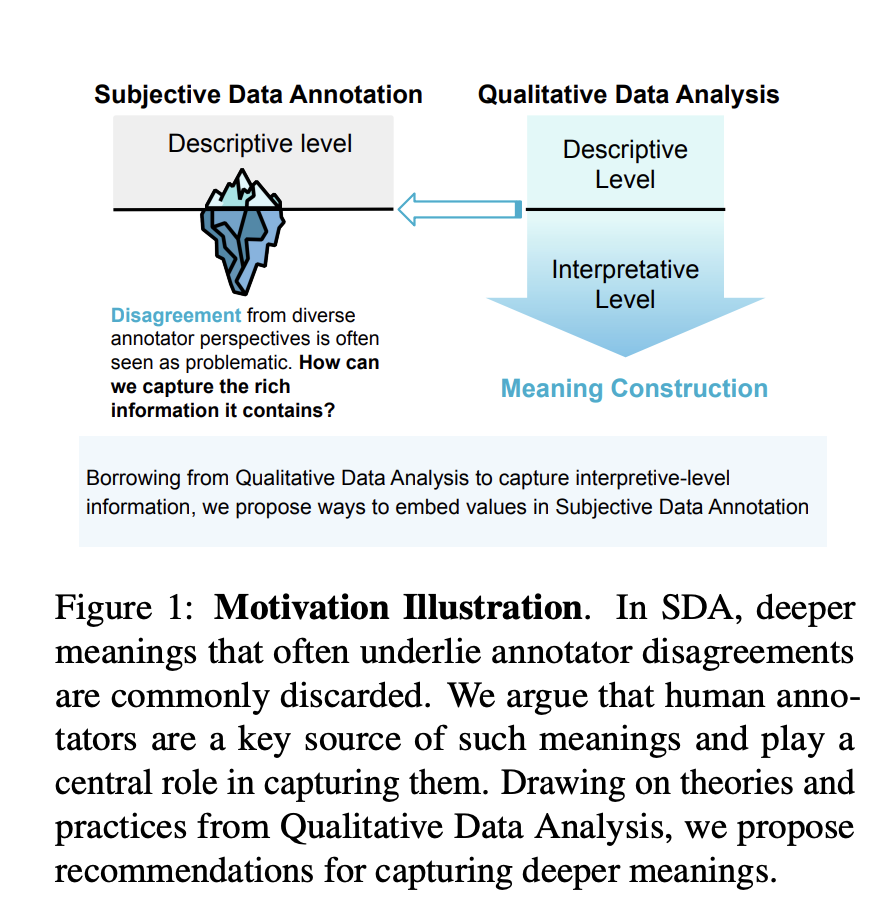 Subjective Data Annotation
Descriptive level
Disagreement from diverse
annotator perspectives is often
seen as problematic. How can
we capture the rich
information it contains?
Qualitative Data Analysis
Descriptive
Level
Interpretative
Level
Meaning Construction
Borrowing from Qualitative Data Analysis to capture interpretive-level
information, we propose ways to embed values in Subjective Data Annotation
Figure 1: Motivation Illustration. In SDA, deeper
meanings that often underlie annotator disagreements
are commonly discarded. We argue that human anno-
tators are a key source of such meanings and play a
central role in capturing them. Drawing on theories and
practices from Qualitative Data Analysis, we propose
recommendations for capturing deeper meanings.